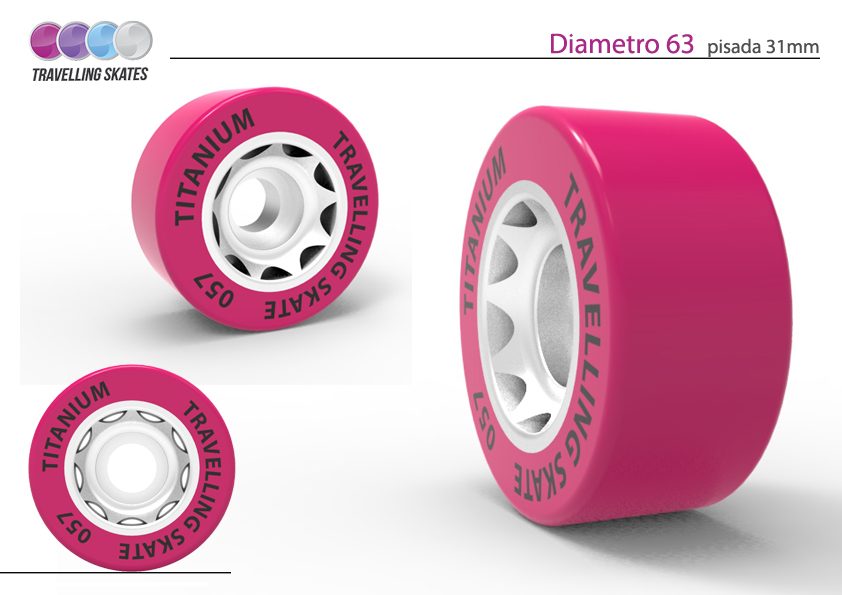 TRAVELLING SKATES
Diametro 63 pisada 31mm
TITANIUM
TRAVELLING SKATE
057
TITANIUM
TRAVELLING SKATE
057
TITANIUM
TRAVELLING SKATE
057